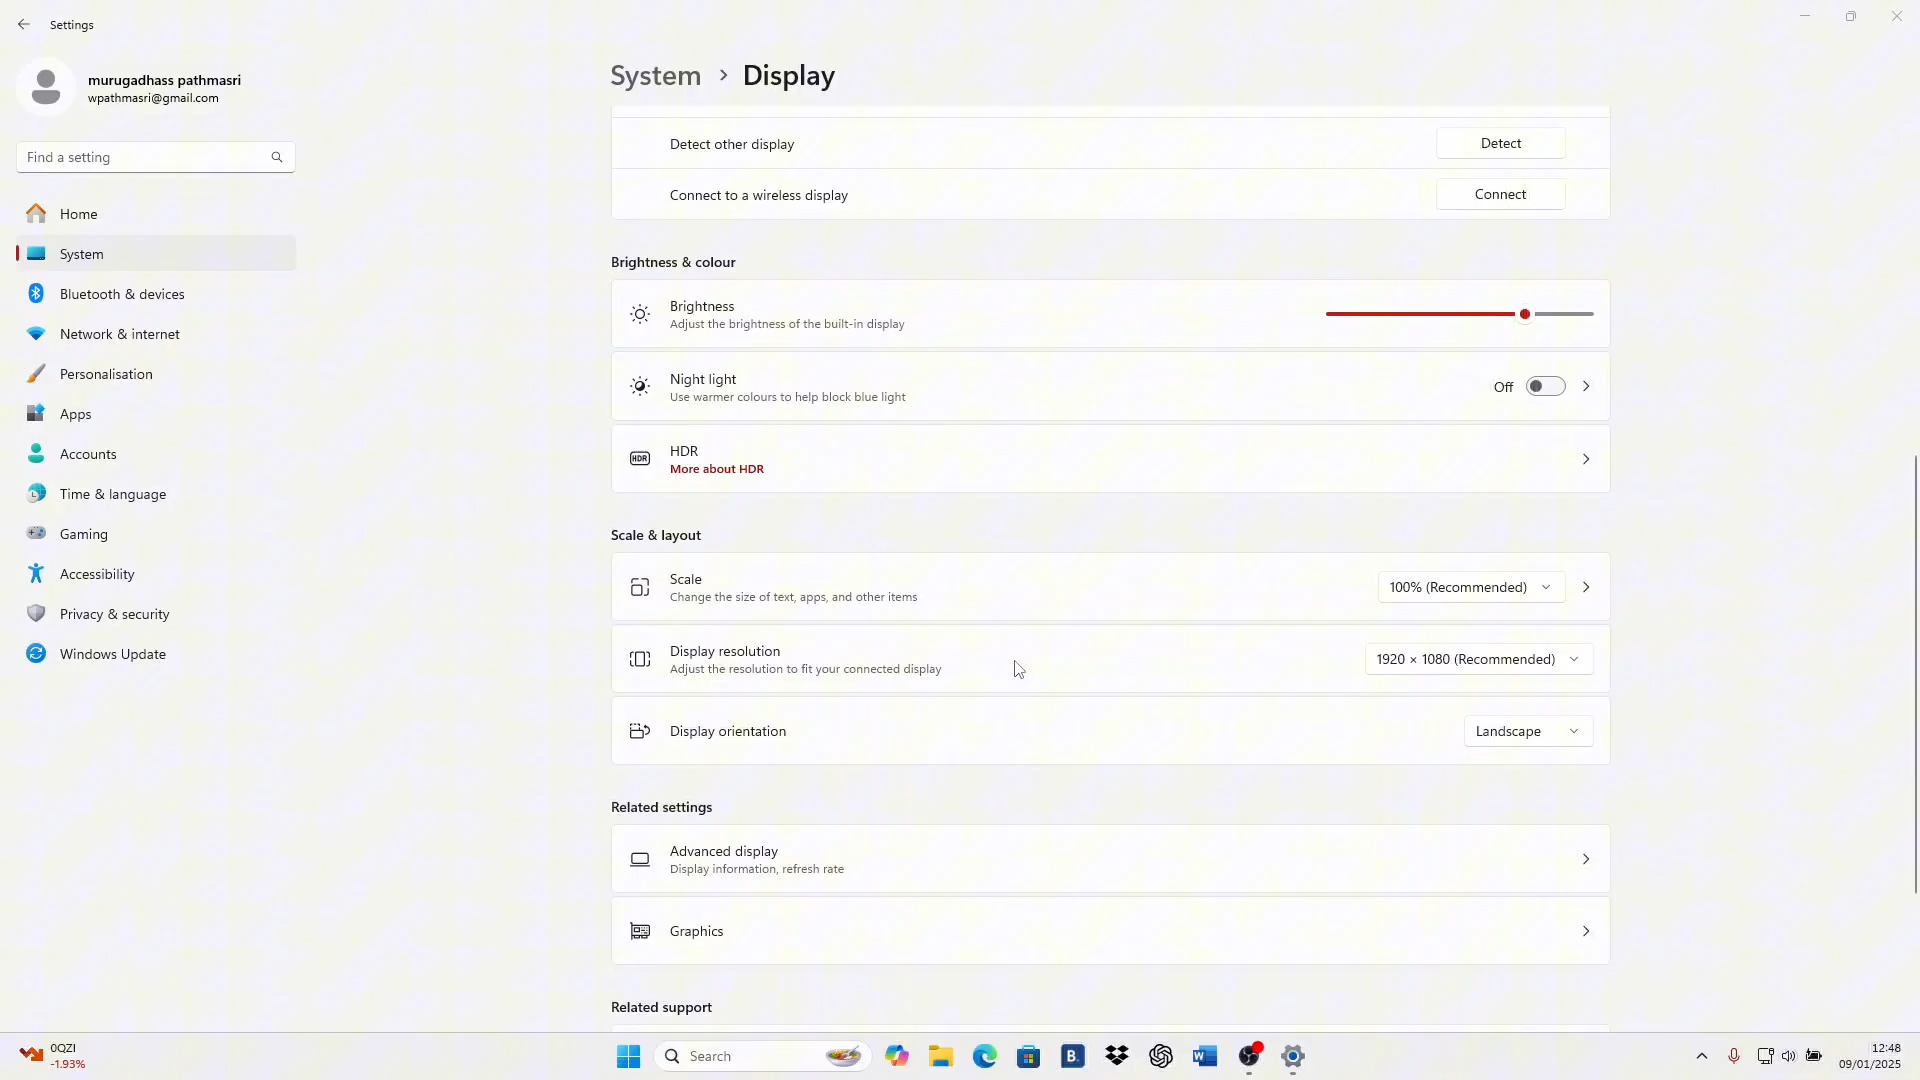 Settings
murugadhass pathmasri
wpathmasri@gmail.com
Find a setting
Home
System
Bluetooth & devices
Network & internet
Personalisation
Apps
Accounts
Time & language
Gaming
Accessibility
Privacy & security
Windows Update
System > Display
Detect other display
Detect
Connect to a wireless display
Connect
Brightness & colour
Brightness
Adjust the brightness of the built-in display
Night light
Use warmer colours to help block blue light
Off
HDR
HDR
More about HDR
Scale & layout
Scale
Change the size of text, apps, and other items
100% (Recommended)
Display resolution
Adjust the resolution to fit your connected display
1920 × 1080 (Recommended)
Display orientation
Landscape
Related settings
Advanced display
Display information, refresh rate
Graphics
Related support
0QZI
-1.93%
Search
B.
W
12:48
09/01/2025